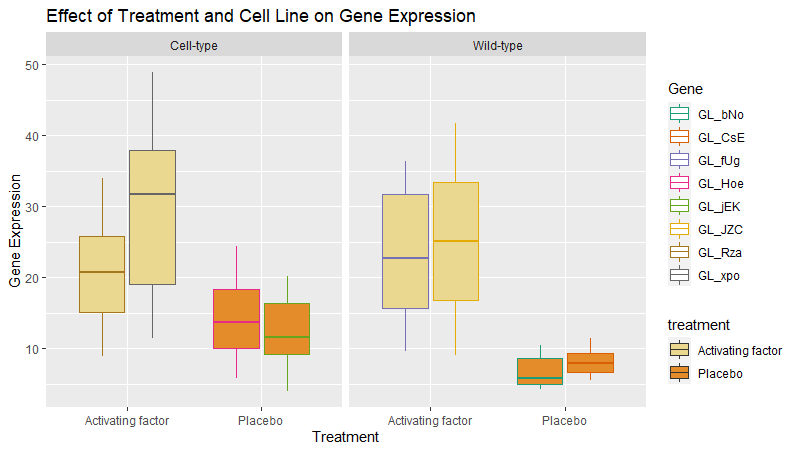 Effect of Treatment and Cell Line on Gene Expression
Cell-type
Wild-type
50
40
30
20
10
Gene Expression
Activating factor
Placebo
Activating factor
Placebo
Treatment
Gene
GL_bNo
GL_CsE
GL_fUg
GL_Hoe
GL_jEK
GL_JZC
GL_Rza
GL_xpo
treatment
Activating factor
Placebo